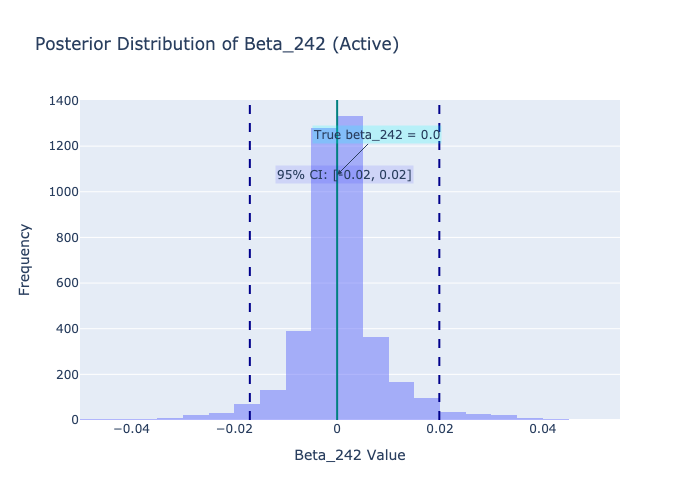 Posterior Distribution of Beta_242 (Active)
1400
1200
1000
800
600
400
200
0
Frequency
True beta_242 = 0.0
95% CI: [-0.02, 0.02]
−0.04
−0.02
0
0.02
0.04
Beta_242 Value